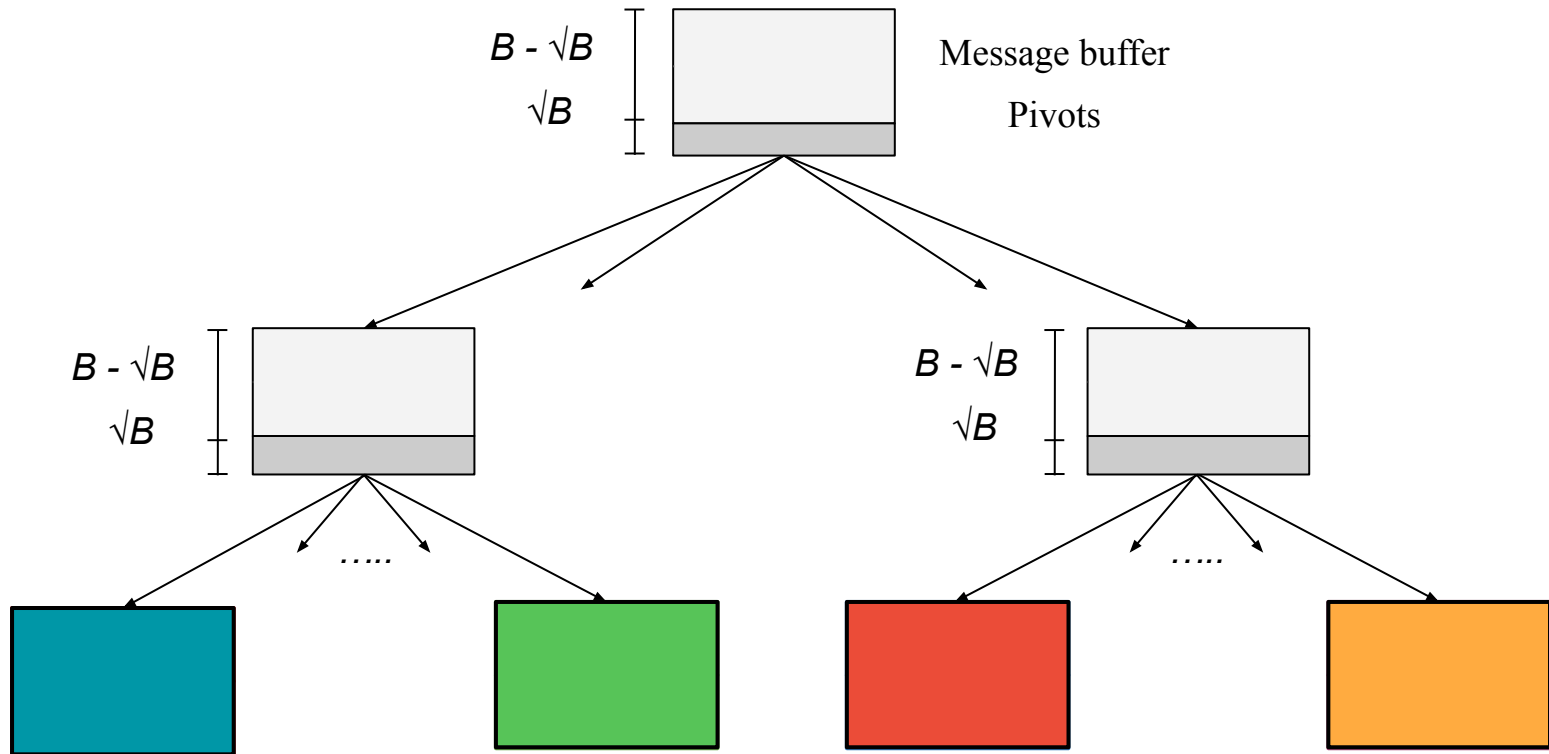 B - √B
Message buffer
√B
Pivots
B - √B
√B
B - √B
√B
.....
.....